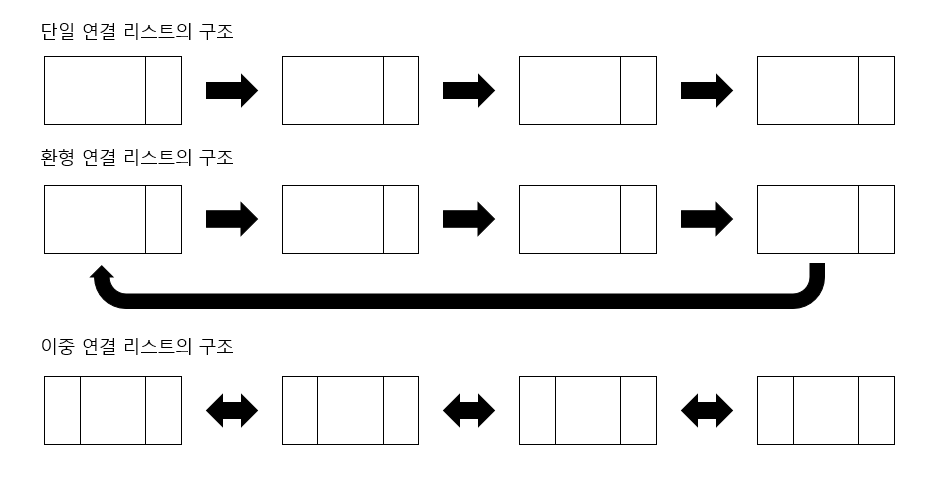 단일 연결 리스트의 구조
환형 연결 리스트의 구조
이중 연결 리스트의 구조